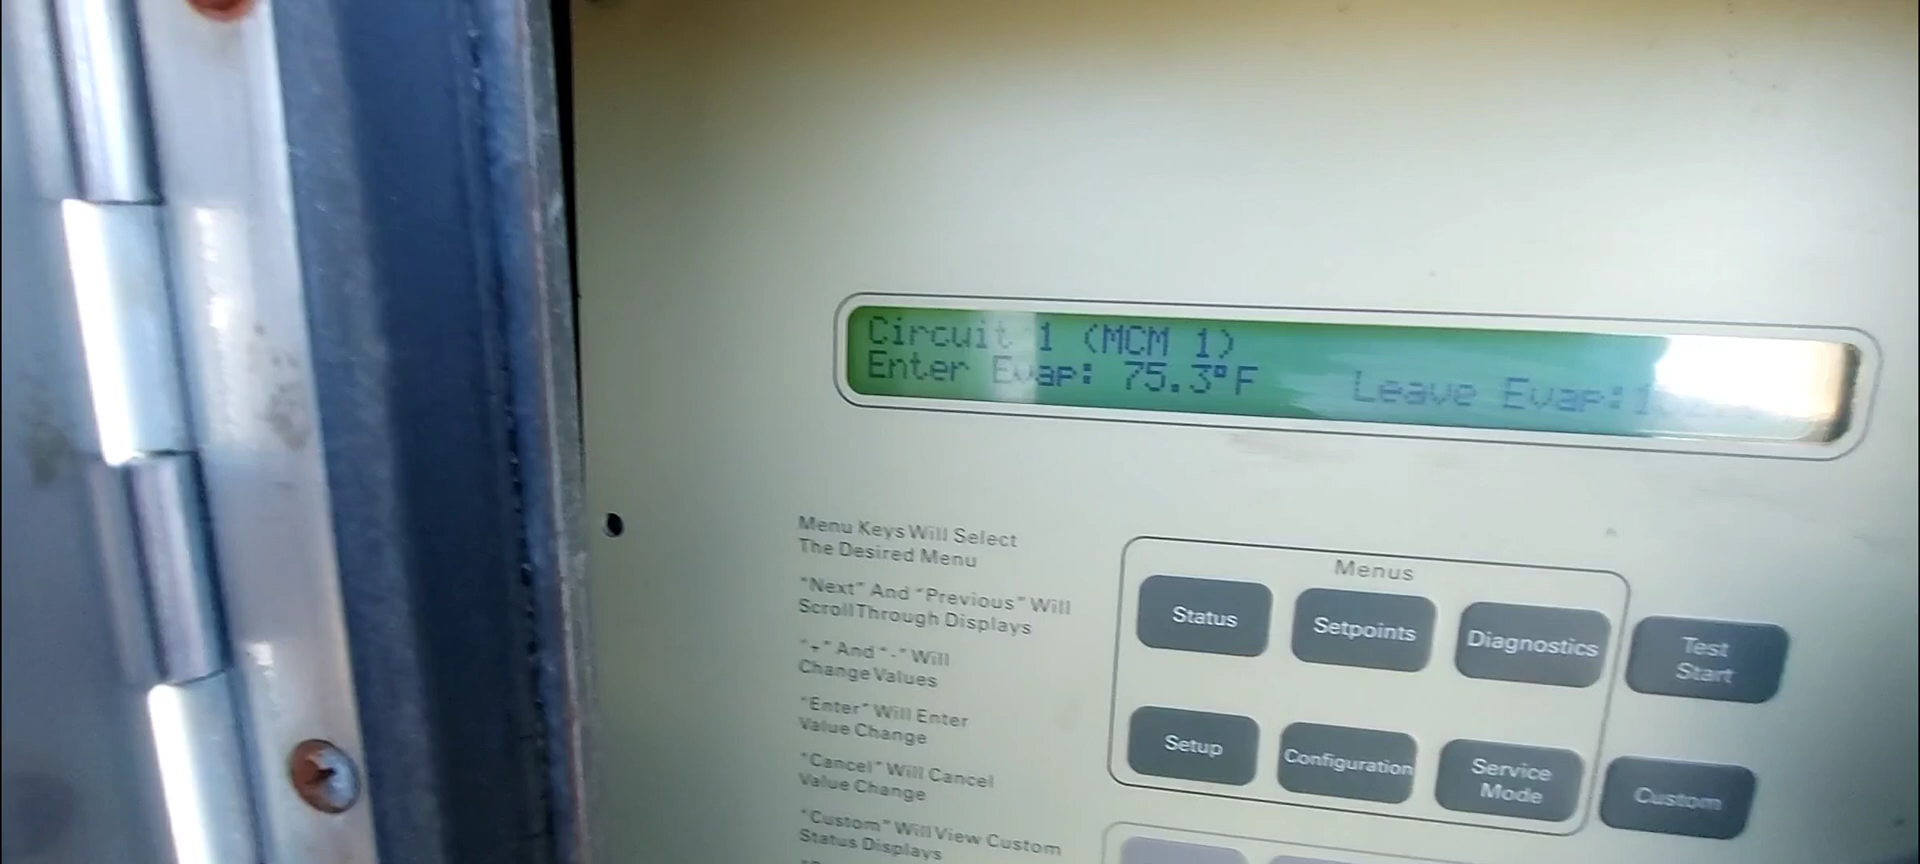 Circuit 1 (MCM 1)
Enter Evap: 75.3°F Leave Evap:
Menu Keys Will Select
The Desired Menu
"Next" And "Previous" Will
Scroll Through Displays
"+" And "-" Will
Change Values
"Enter" Will Enter
Value Change
"Cancel" Will Cancel
Value Change
"Custom" Will View Custom
Status Displays
Menus
Status
Setpoints
Diagnostics
Test
Start
Setup
Configuration
Service
Mode
Custom